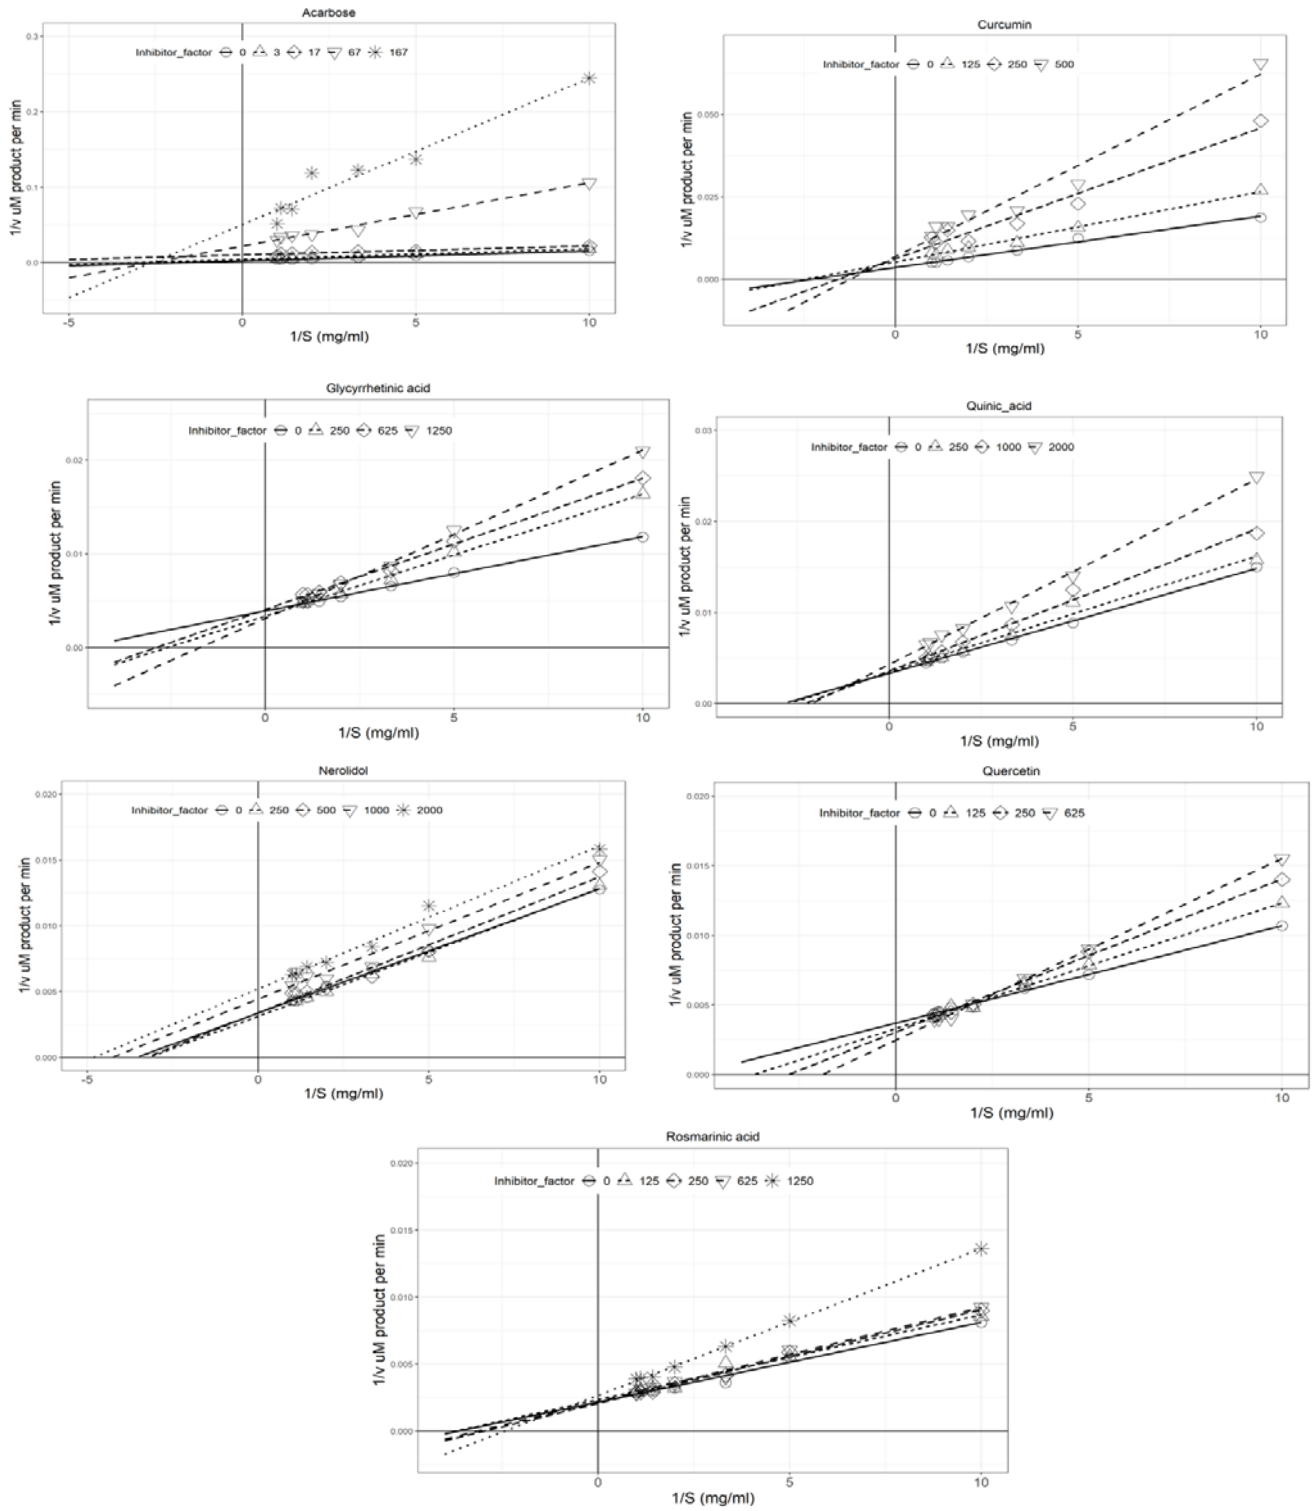 Acarbose
Inhibitor_factor 0 3 17 67 167
0.3
0.2
0.1
0.0
1/v uM product per min
-5 0 5 10
1/S (mg/ml)
Curcumin
Inhibitor_factor 0 125 250 500
0.050
0.025
0.000
1/v uM product per min
0 5 10
1/S (mg/ml)
Glycyrrhetinic acid
Inhibitor_factor 0 250 625 1250
0.02
0.01
0.00
1/v uM product per min
0 5 10
1/S (mg/ml)
Quinic_acid
Inhibitor_factor 0 250 1000 2000
0.03
0.02
0.01
0.00
1/v uM product per min
0 5 10
1/S (mg/ml)
Nerolidol
Inhibitor_factor 0 250 500 1000 2000
0.020
0.015
0.010
0.005
0.000
1/v uM product per min
-5 0 5 10
1/S (mg/ml)
Quercetin
Inhibitor_factor 0 125 250 625
0.020
0.015
0.010
0.005
0.000
1/v uM product per min
0 5 10
1/S (mg/ml)
Rosmarinic acid
Inhibitor_factor 0 125 250 625 1250
0.020
0.015
0.010
0.005
0.000
1/v uM product per min
0 5 10
1/S (mg/ml)